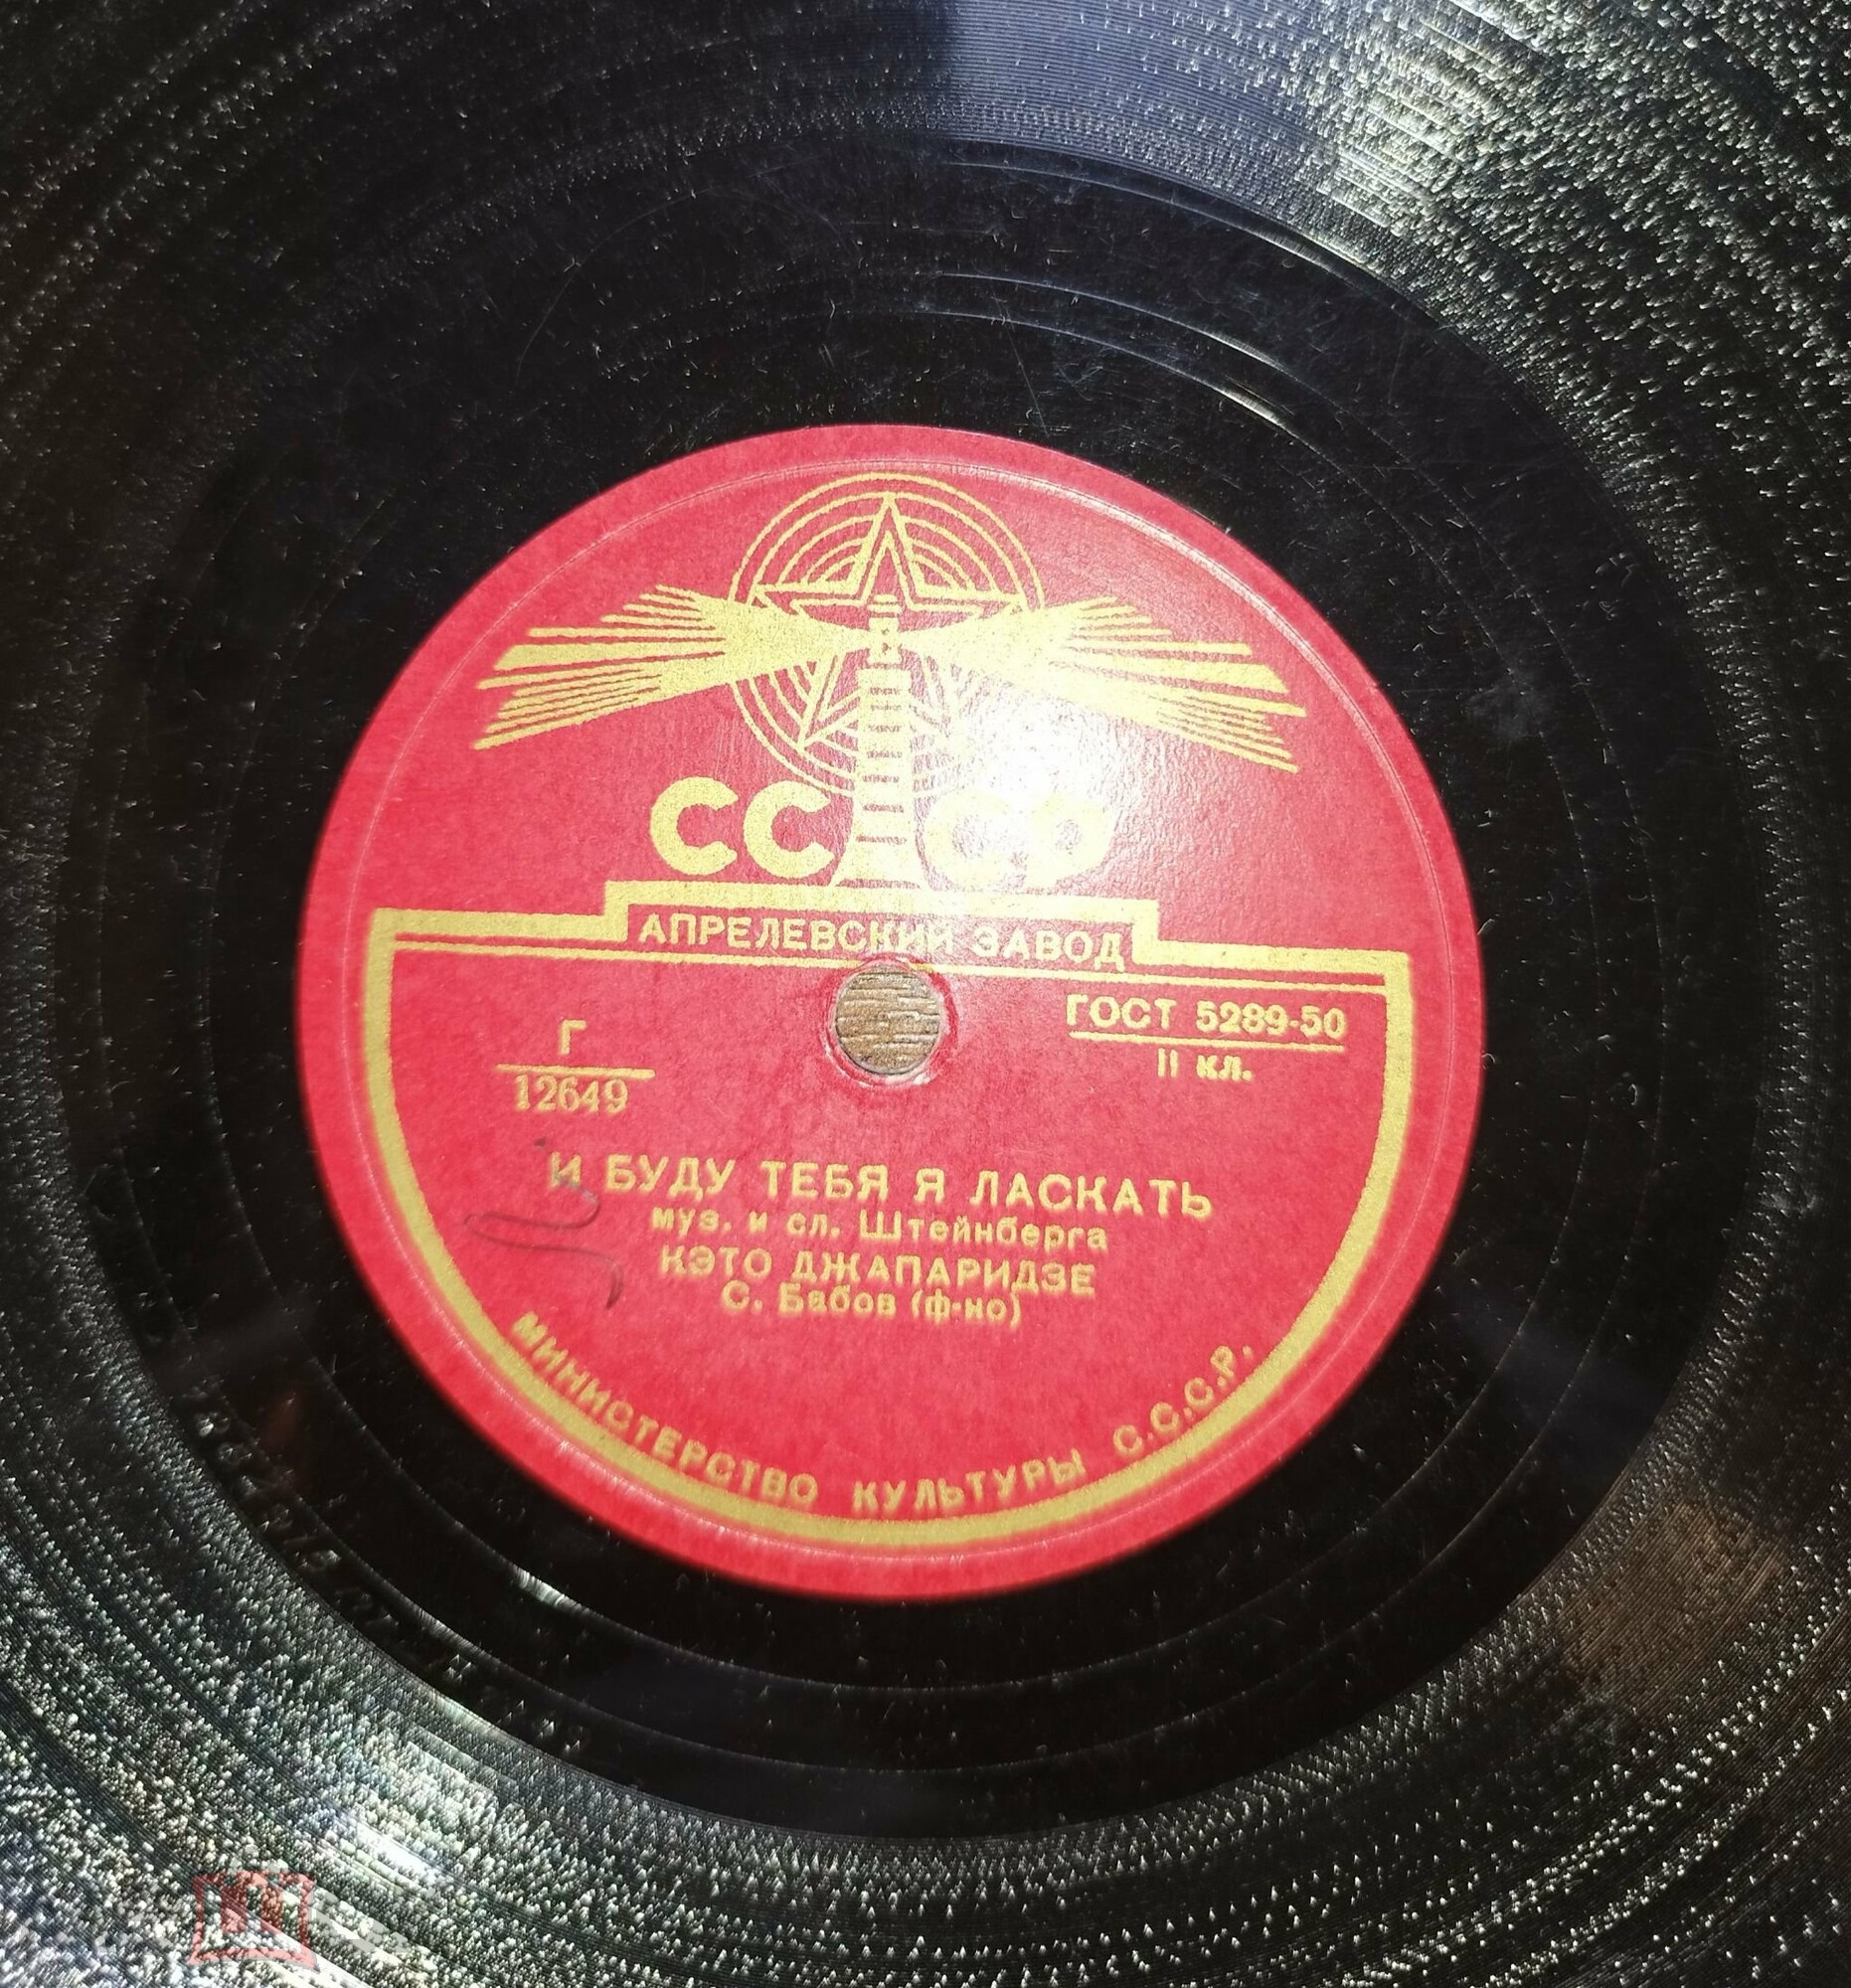 СССР
АПРЕЛЕВСКИЙ ЗАВОД
ГОСТ 5289-50
II кл.
Г
12649
И БУДУ ТЕБЯ Я ЛАСКАТЬ
муз. и сл. Штейнберга
КЭТО ДЖАПАРИДЗЕ
С. Бабов (ф-но)
МИНИСТЕРСТВО КУЛЬТУРЫ С.С.С.Р.